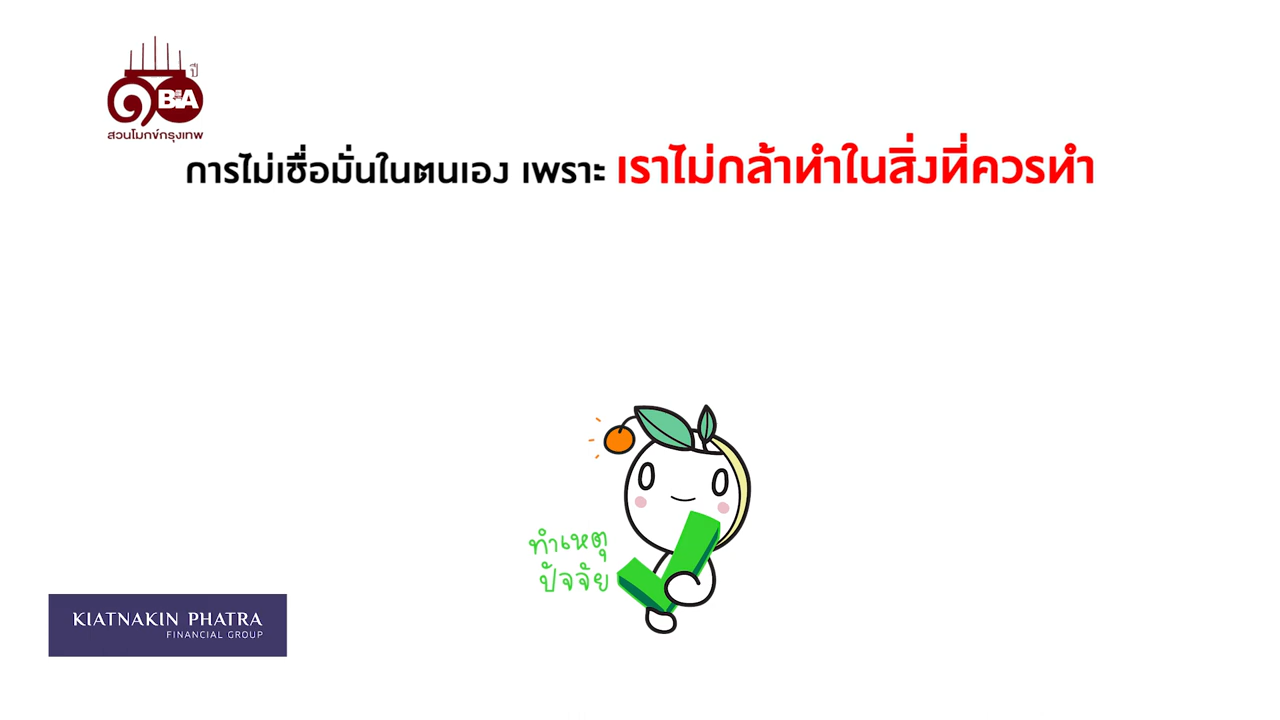 ๑๐ ปี
BIA
สวนโมกข์กรุงเทพ
การไม่เชื่อมั่นในตนเอง เพราะ เราไม่กล้าทำในสิ่งที่ควรทำ
ทำเหตุ
ปัจจัย
KIATNAKIN PHATRA
FINANCIAL GROUP